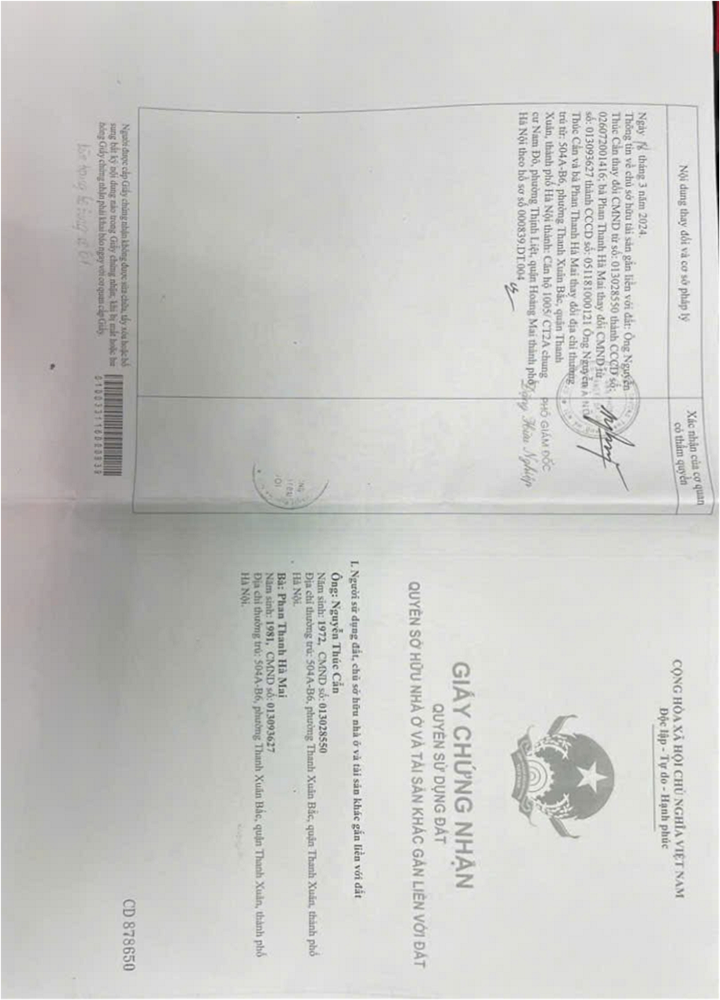 Nội dung thay đổi và cơ sở pháp lý
Xác nhận của cơ quan
có thẩm quyền
Ngày 18 tháng 3 năm 2024.
Thông tin về chủ sở hữu tài sản gắn liền với đất: Ông Nguyễn
Thúc Cẩn thay đổi CMND từ số: 013028550 thành CCCD số:
026072001416; bà Phan Thanh Hà Mai thay đổi CMND từ
số: 013093627 thành CCCD số: 051181000121 Ông Nguyễn
Thúc Cẩn và bà Phan Thanh Hà Mai thay đổi địa chỉ thường
trú từ: 504A-B6, phường Thanh Xuân Bắc, quận Thanh
Xuân, thành phố Hà Nội thành: Căn hộ 1005/ CT2A chung
cư Nam Đô, phường Thịnh Liệt, quận Hoàng Mai thành phố
Hà Nội theo hồ sơ số 000839.DT.004
PHÓ GIÁM ĐỐC
Đặng Hữu Nghiệp
Người được cấp Giấy chứng nhận không được sửa chữa, tẩy xóa hoặc bổ
sung bất kỳ nội dung nào trong Giấy chứng nhận; khi bị mất hoặc hư
hỏng Giấy chứng nhận phải khai báo ngay với cơ quan cấp Giấy.
CỘNG HÒA XÃ HỘI CHỦ NGHĨA VIỆT NAM
Độc lập - Tự do - Hạnh phúc
GIẤY CHỨNG NHẬN
QUYỀN SỬ DỤNG ĐẤT
QUYỀN SỞ HỮU NHÀ Ở VÀ TÀI SẢN KHÁC GẮN LIỀN VỚI ĐẤT
I. Người sử dụng đất, chủ sở hữu nhà ở và tài sản khác gắn liền với đất
Ông: Nguyễn Thúc Cẩn
Năm sinh: 1972, CMND số: 013028550
Địa chỉ thường trú: 504A-B6, phường Thanh Xuân Bắc, quận Thanh Xuân, thành phố
Hà Nội.
Bà: Phan Thanh Hà Mai
Năm sinh: 1981, CMND số: 013093627
Địa chỉ thường trú: 504A-B6, phường Thanh Xuân Bắc, quận Thanh Xuân, thành phố
Hà Nội.
CD 878650